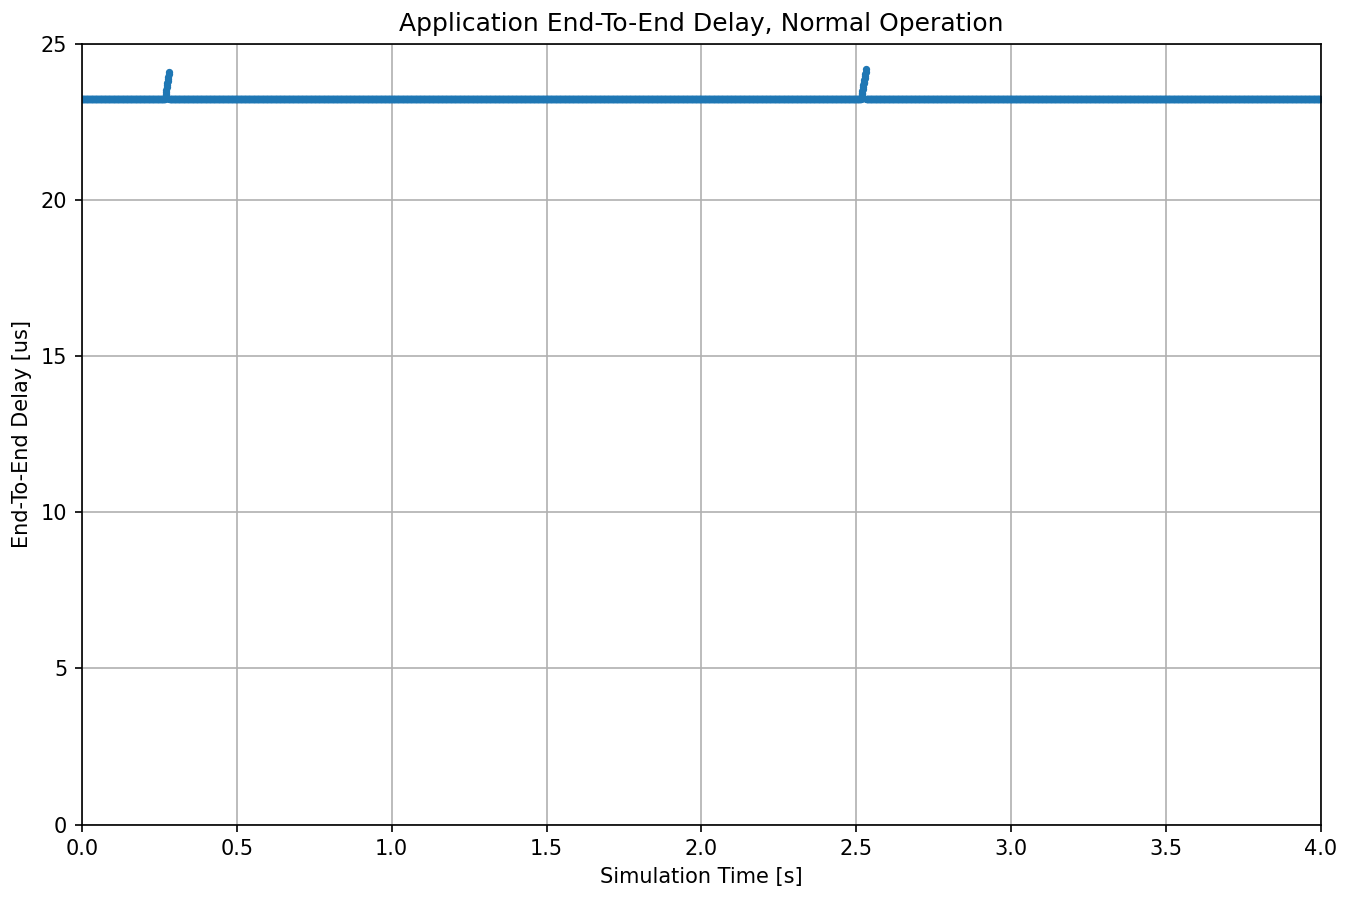 Application End-To-End Delay, Normal Operation
25
20
15
10
5
0
End-To-End Delay [us]
0.0 0.5 1.0 1.5 2.0 2.5 3.0 3.5 4.0
Simulation Time [s]